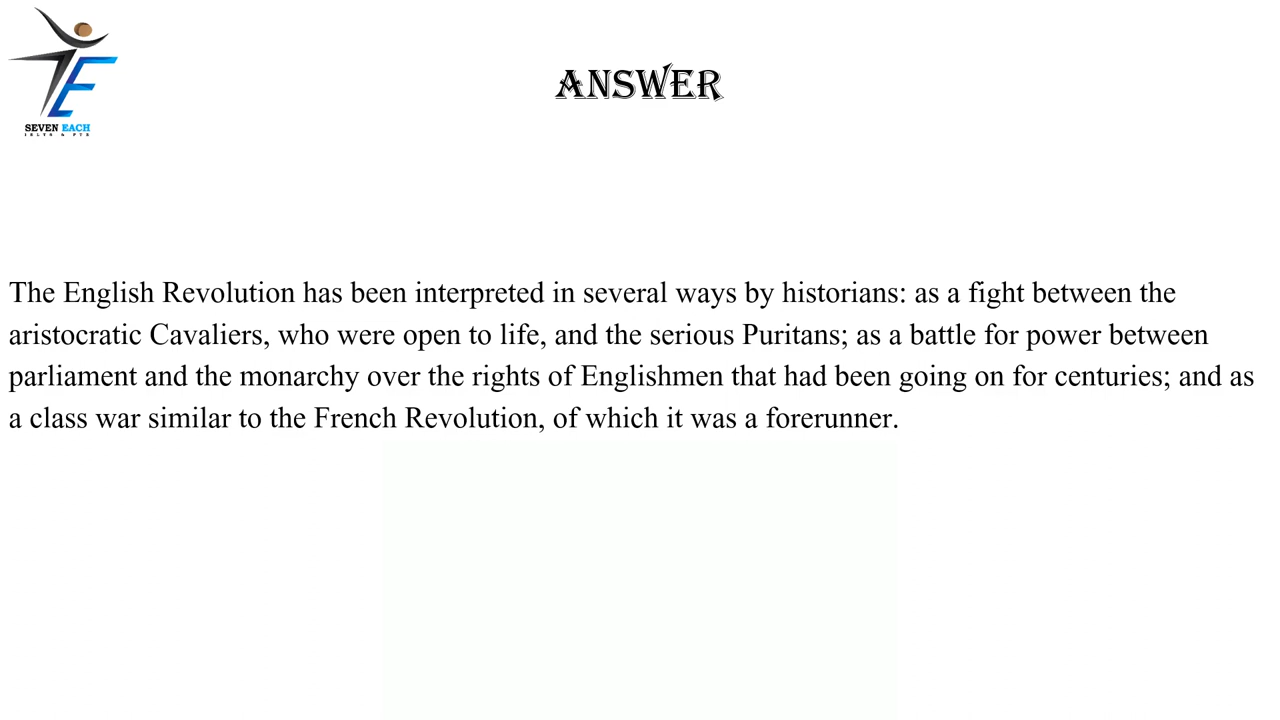 ANSWER
SEVEN EACH
IELTS & PTE
The English Revolution has been interpreted in several ways by historians: as a fight between the
aristocratic Cavaliers, who were open to life, and the serious Puritans; as a battle for power between
parliament and the monarchy over the rights of Englishmen that had been going on for centuries; and as
a class war similar to the French Revolution, of which it was a forerunner.